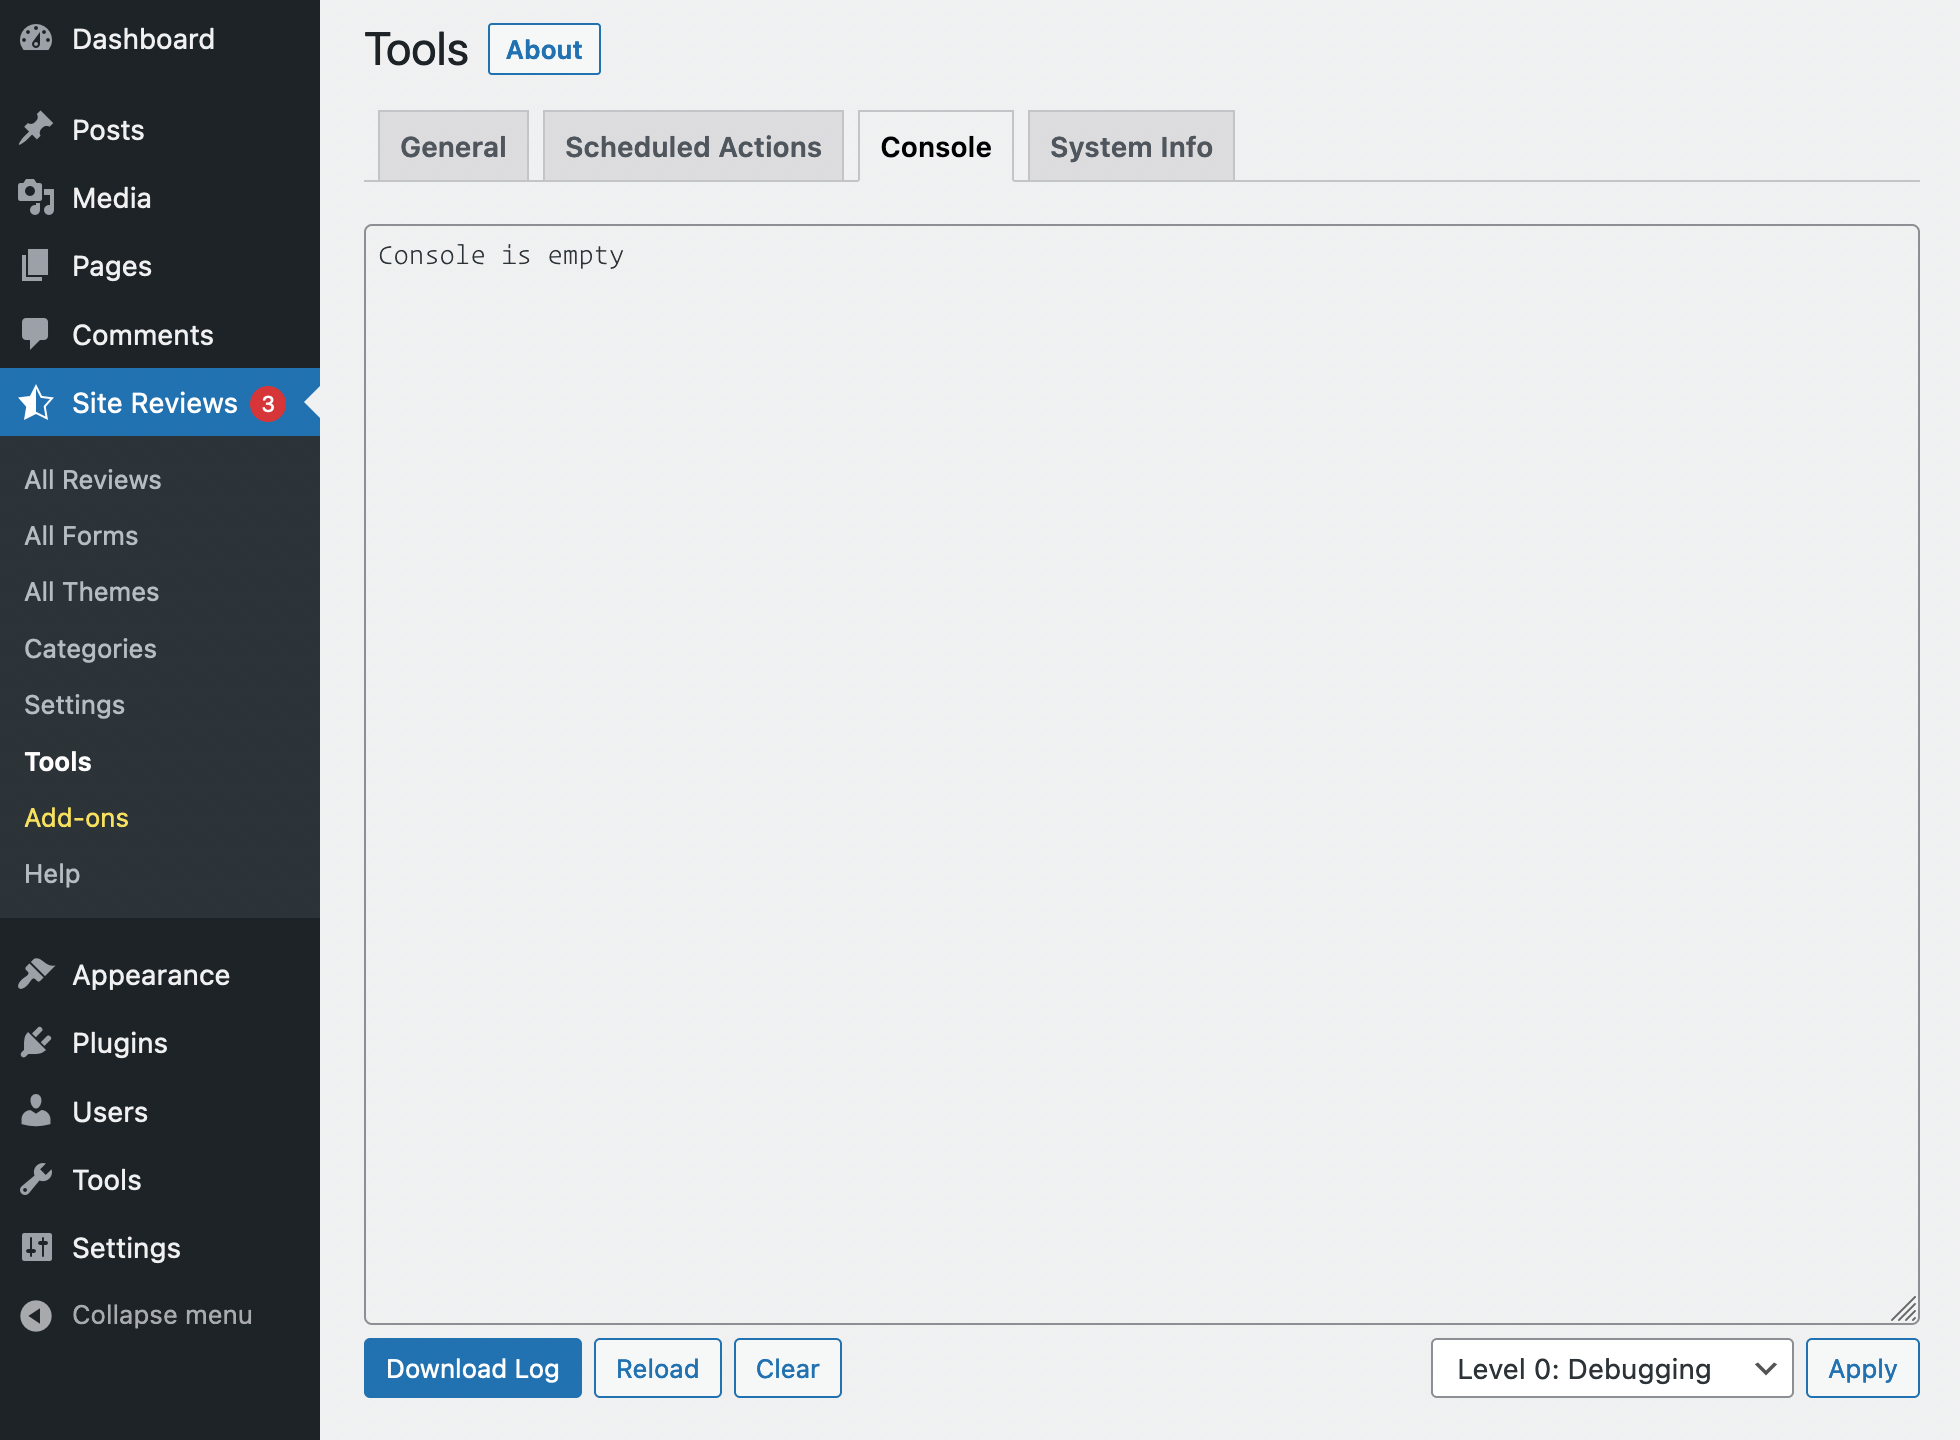 Dashboard
Posts
Media
Pages
Comments
Site Reviews 3
All Reviews
All Forms
All Themes
Categories
Settings
Tools
Add-ons
Help
Appearance
Plugins
Users
Tools
Settings
Collapse menu
Tools About
General Scheduled Actions Console System Info
Console is empty
Download Log Reload Clear Level 0: Debugging Apply